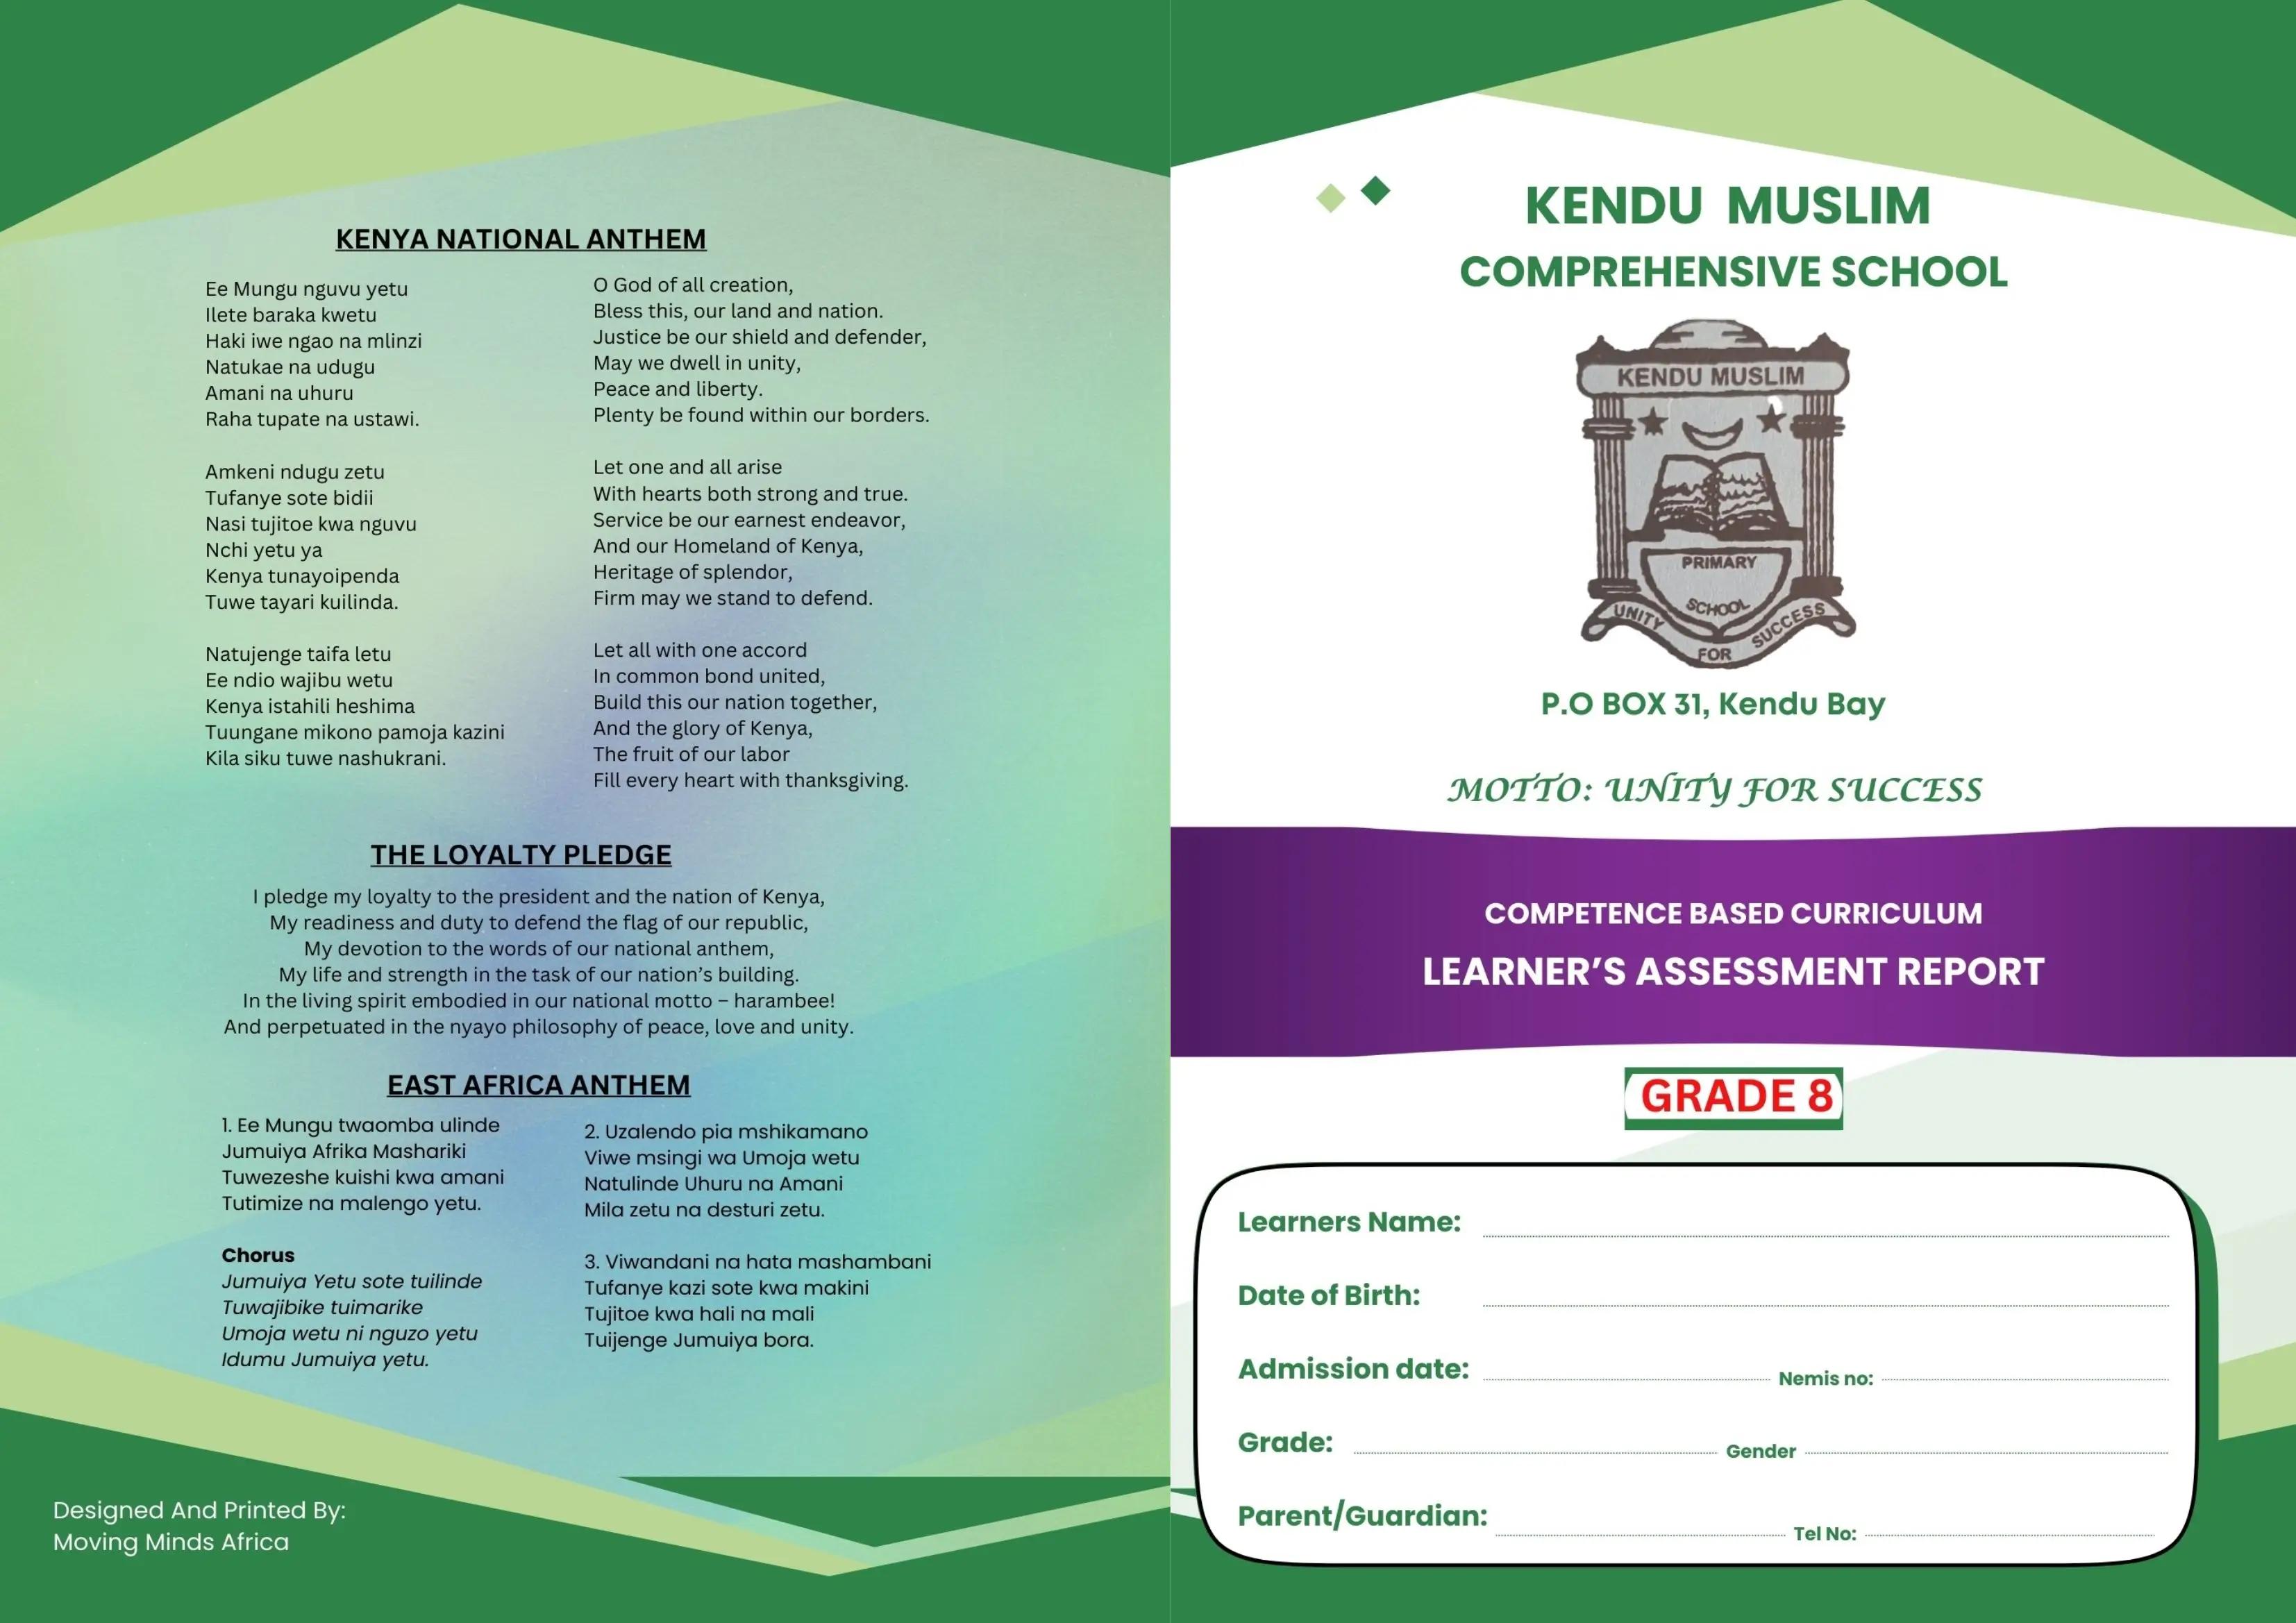 KENYA NATIONAL ANTHEM
Ee Mungu nguvu yetu
Ilete baraka kwetu
Haki iwe ngao na mlinzi
Natukae na udugu
Amani na uhuru
Raha tupate na ustawi.
Amkeni ndugu zetu
Tufanye sote bidii
Nasi tujitoe kwa nguvu
Nchi yetu ya
Kenya tunayoipenda
Tuwe tayari kuilinda.
Natujenge taifa letu
Ee ndio wajibu wetu
Kenya istahili heshima
Tuungane mikono pamoja kazini
Kila siku tuwe nashukrani.
O God of all creation,
Bless this, our land and nation.
Justice be our shield and defender,
May we dwell in unity,
Peace and liberty.
Plenty be found within our borders.
Let one and all arise
With hearts both strong and true.
Service be our earnest endeavor,
And our Homeland of Kenya,
Heritage of splendor,
Firm may we stand to defend.
Let all with one accord
In common bond united,
Build this our nation together,
And the glory of Kenya,
The fruit of our labor
Fill every heart with thanksgiving.
THE LOYALTY PLEDGE
I pledge my loyalty to the president and the nation of Kenya,
My readiness and duty to defend the flag of our republic,
My devotion to the words of our national anthem,
My life and strength in the task of our nation's building.
In the living spirit embodied in our national motto – harambee!
And perpetuated in the nyayo philosophy of peace, love and unity.
EAST AFRICA ANTHEM
1. Ee Mungu twaomba ulinde
Jumuiya Afrika Mashariki
Tuwezeshe kuishi kwa amani
Tutimize na malengo yetu.
Chorus
Jumuiya Yetu sote tuilinde
Tuwajibike tuimarike
Umoja wetu ni nguzo yetu
Idumu Jumuiya yetu.
2. Uzalendo pia mshikamano
Viwe msingi wa Umoja wetu
Natulinde Uhuru na Amani
Mila zetu na desturi zetu.
3. Viwandani na hata mashambani
Tufanye kazi sote kwa makini
Tujitoe kwa hali na mali
Tuijenge Jumuiya bora.
Designed And Printed By:
Moving Minds Africa
KENDU MUSLIM
COMPREHENSIVE SCHOOL
KENDU MUSLIM
PRIMARY
SCHOOL
UNITY FOR SUCCESS
P.O BOX 31, Kendu Bay
MOTTO: UNITY FOR SUCCESS
COMPETENCE BASED CURRICULUM
LEARNER'S ASSESSMENT REPORT
GRADE 8
Learners Name:
Date of Birth:
Admission date: Nemis no:
Grade: Gender
Parent/Guardian: Tel No: